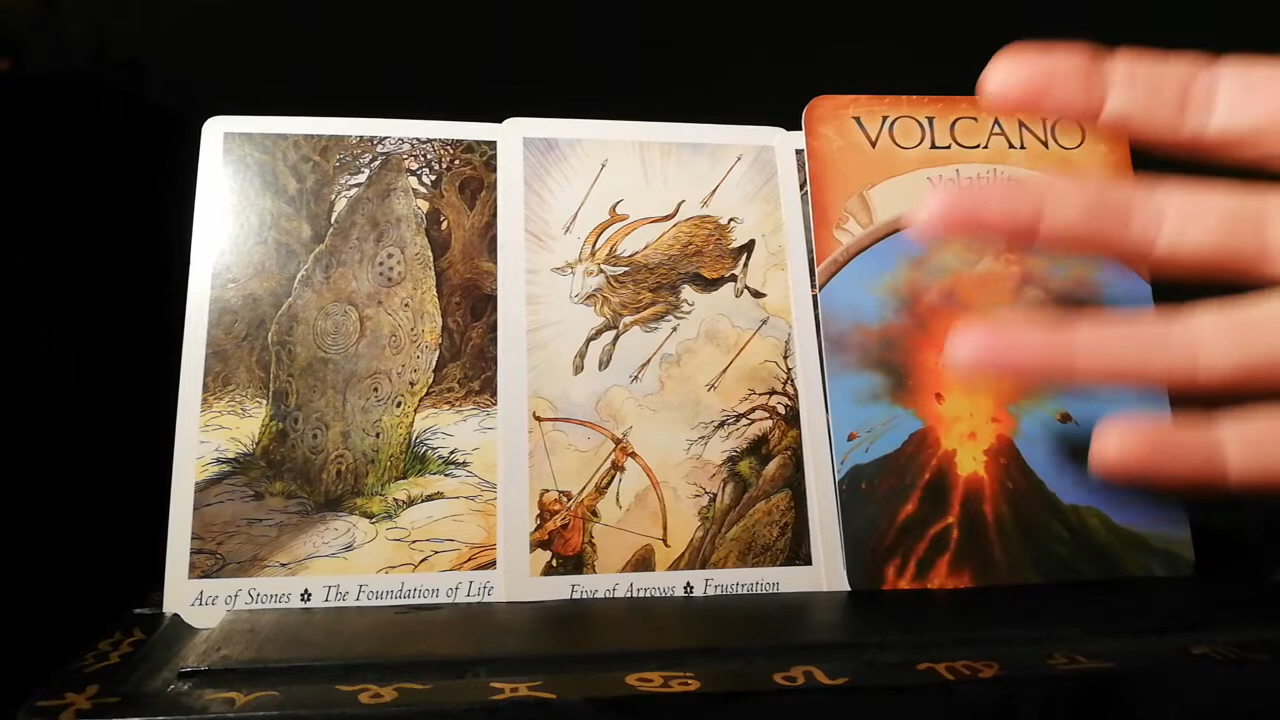 VOLCANO
Ace of Stones The Foundation of Life
Five of Arrows Frustration